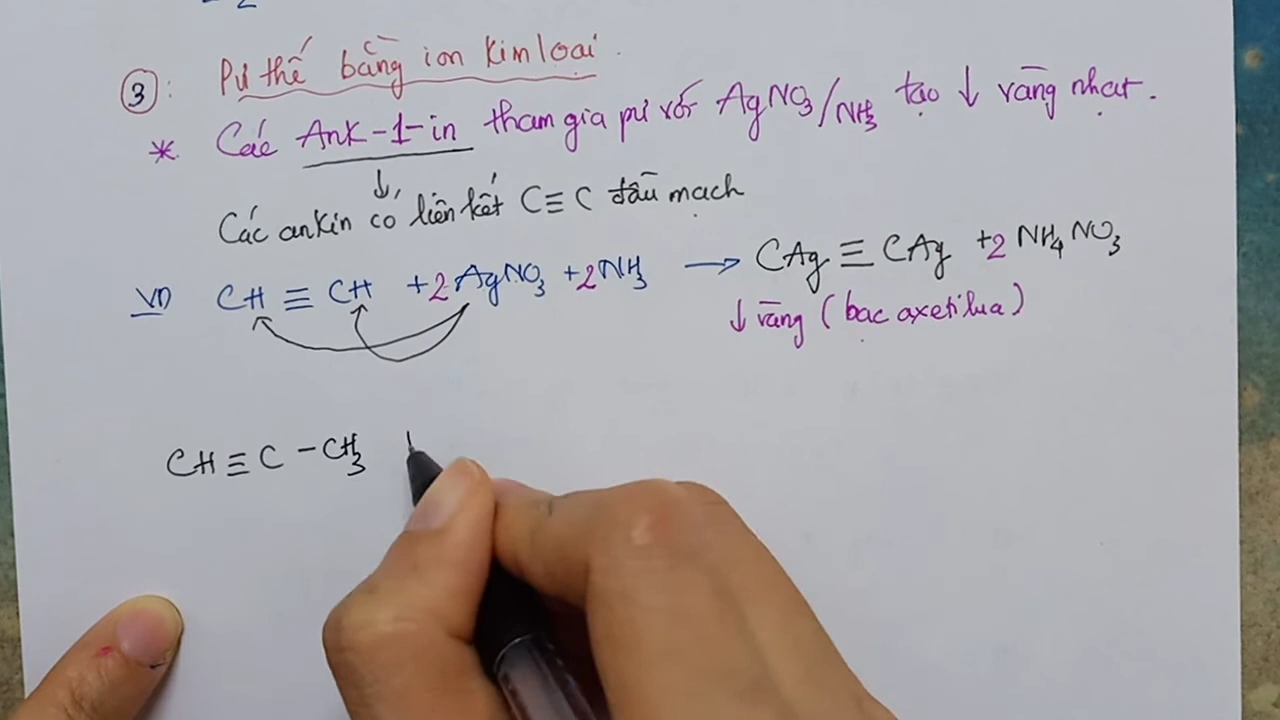 ③: Pư thế bằng ion kim loại.
* Các Ank-1-in tham gia pư với AgNO₃/NH₃ tạo ↓ vàng nhạt.
↓
Các ankin có liên kết C≡C đầu mạch
VD CH ≡ CH + 2AgNO₃ + 2NH₃ → CAg ≡ CAg + 2NH₄NO₃
↓ vàng (bạc axetilua)
CH ≡ C - CH₃